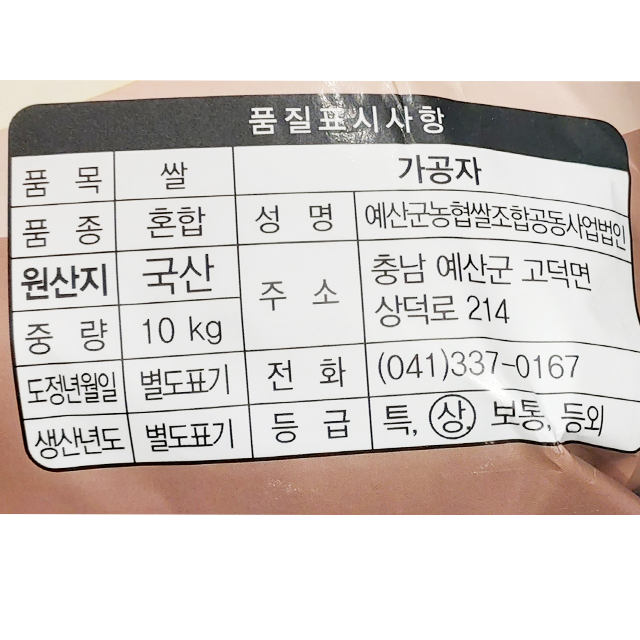 품질표시사항
품 목 쌀 가공자
품 종 혼합 성 명 예산군농협쌀조합공동사업법인
원산지 국산 주 소 충남 예산군 고덕면
상덕로 214
중 량 10 kg
도정년월일 별도표기 전 화 (041)337-0167
생산년도 별도표기 등 급 특, 상, 보통, 등외